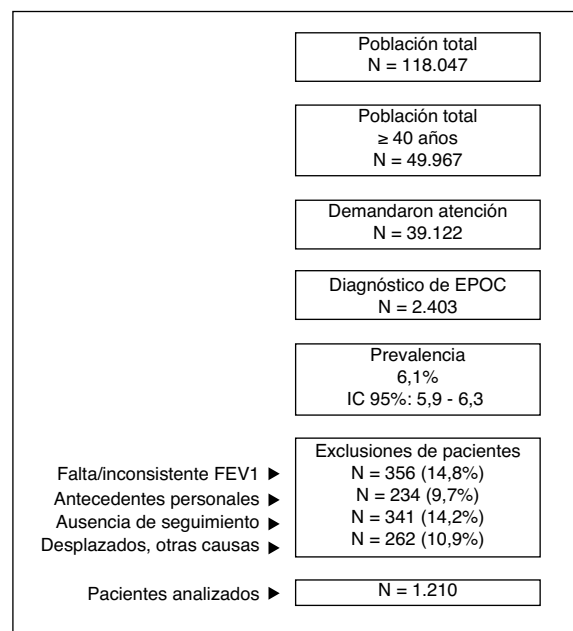 Población total
N = 118.047
Población total
≥ 40 años
N = 49.967
Demandaron atención
N = 39.122
Diagnóstico de EPOC
N = 2.403
Prevalencia
6,1%
IC 95%: 5,9 - 6,3
Exclusiones de pacientes
Falta/inconsistente FEV1 ▶ N = 356 (14,8%)
Antecedentes personales ▶ N = 234 (9,7%)
Ausencia de seguimiento ▶ N = 341 (14,2%)
Desplazados, otras causas ▶ N = 262 (10,9%)
Pacientes analizados ▶ N = 1.210